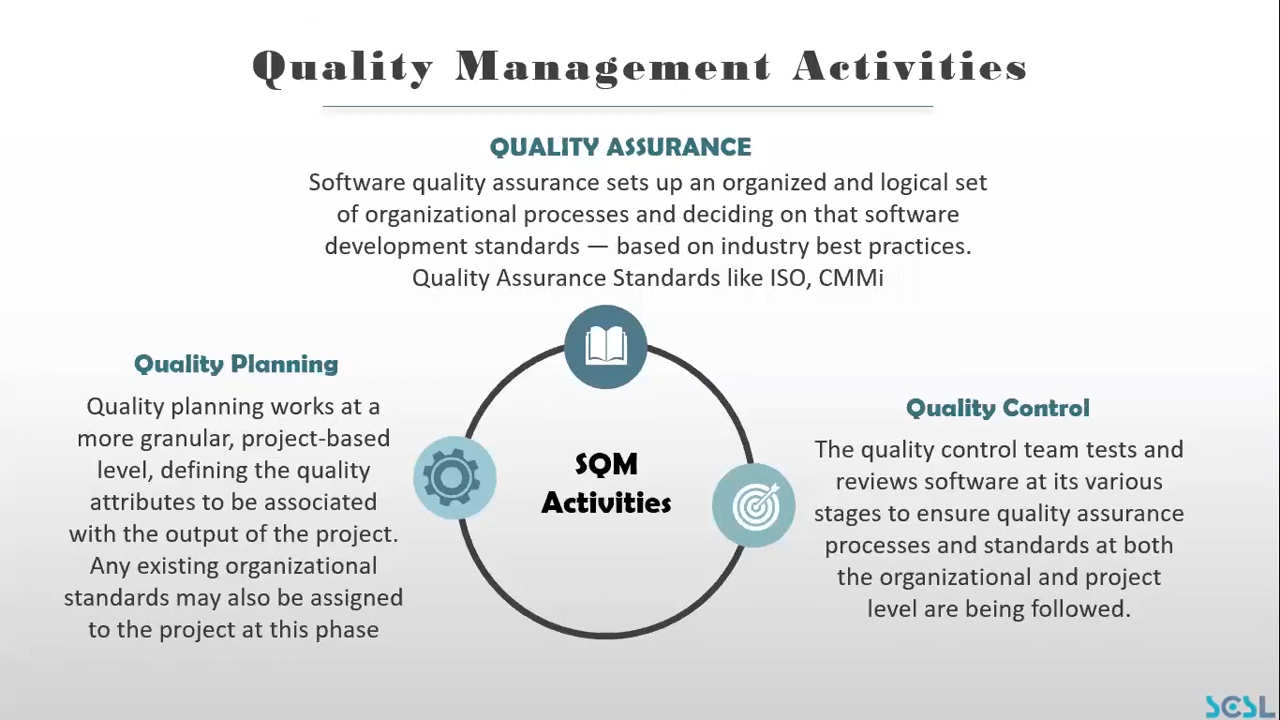 Quality Management Activities
QUALITY ASSURANCE
Software quality assurance sets up an organized and logical set
of organizational processes and deciding on that software
development standards — based on industry best practices.
Quality Assurance Standards like ISO, CMMi
Quality Planning
Quality planning works at a
more granular, project-based
level, defining the quality
attributes to be associated
with the output of the project.
Any existing organizational
standards may also be assigned
to the project at this phase
SQM
Activities
Quality Control
The quality control team tests and
reviews software at its various
stages to ensure quality assurance
processes and standards at both
the organizational and project
level are being followed.
SCSL